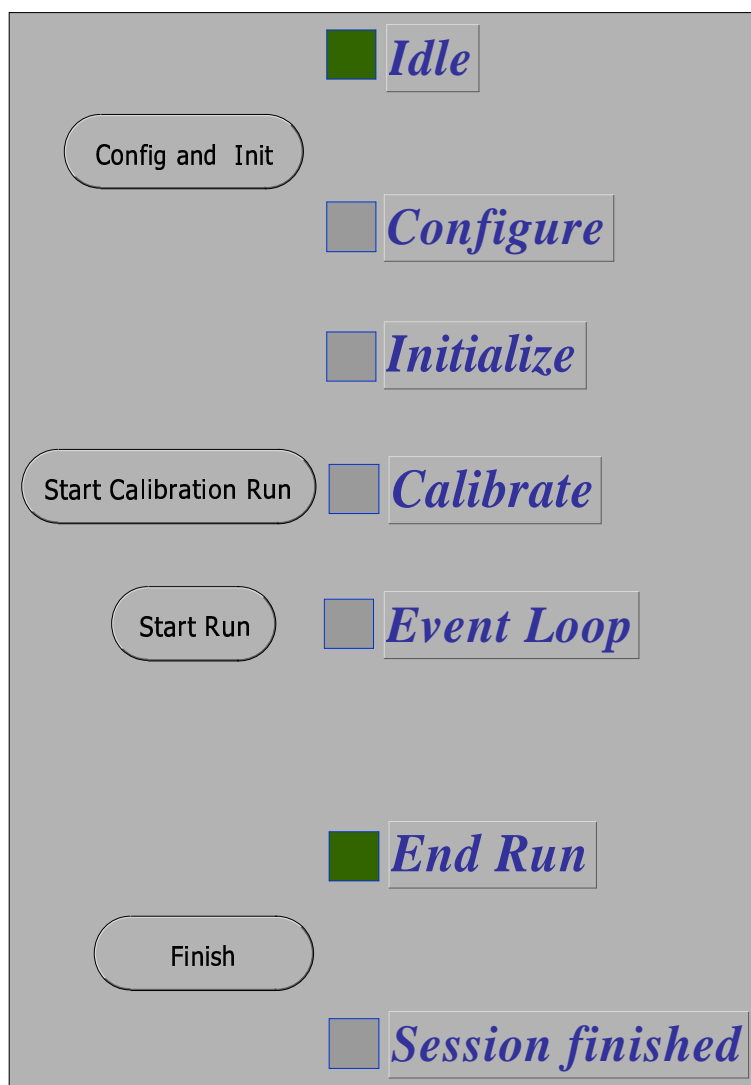 Idle
Config and Init
Configure
Initialize
Start Calibration Run
Calibrate
Start Run
Event Loop
End Run
Finish
Session finished